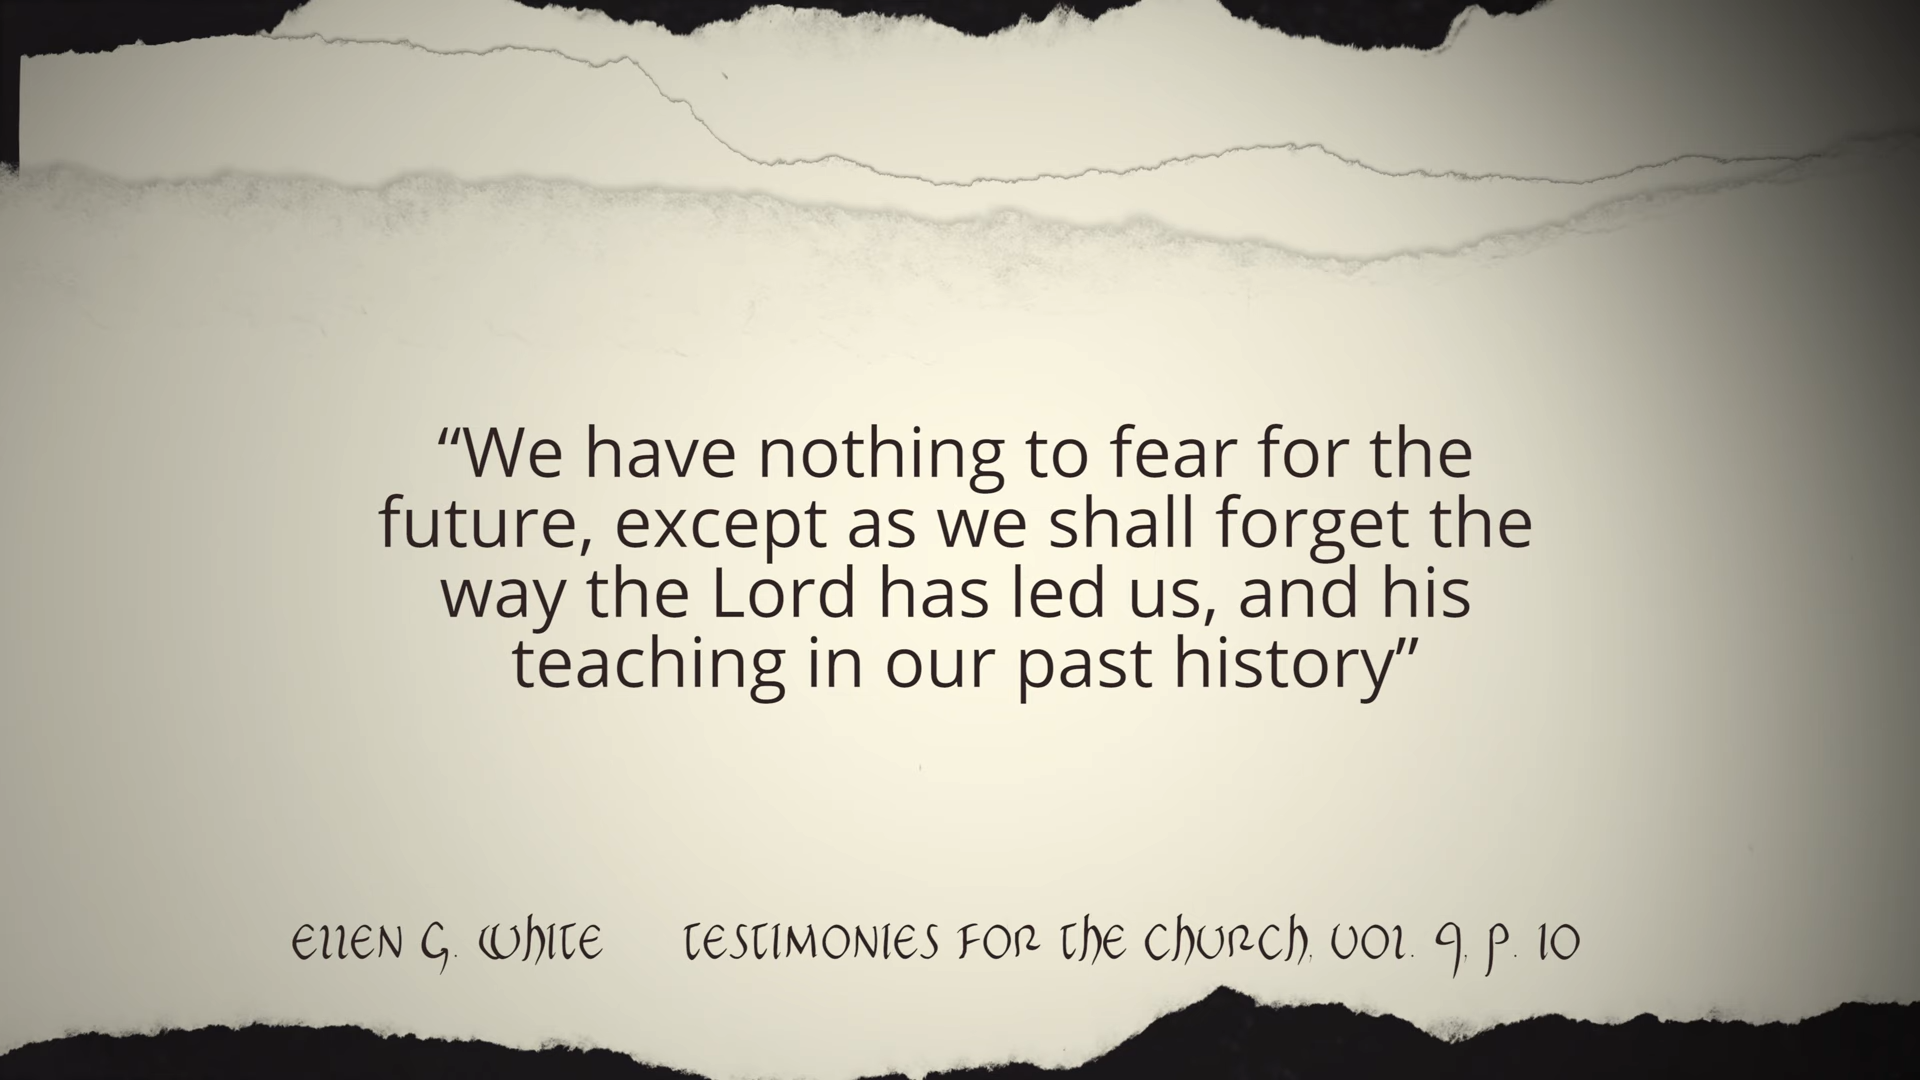 “We have nothing to fear for the
future, except as we shall forget the
way the Lord has led us, and his
teaching in our past history”
Ellen G. White Testimonies for the Church, vol. 9, p. 10